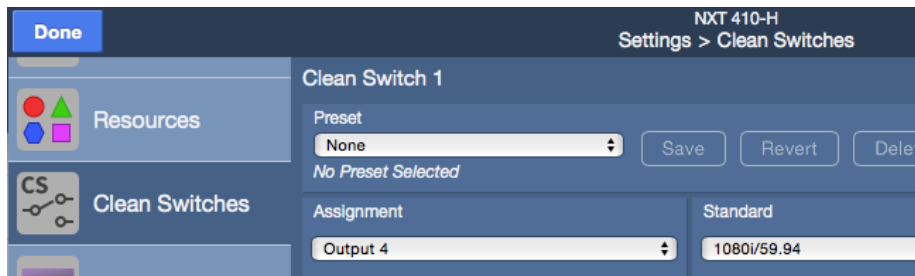 Done
NXT 410-H
Settings > Clean Switches
Resources
CS
Clean Switches
Clean Switch 1
Preset
None
Save
Revert
No Preset Selected
Assignment
Standard
Output 4
1080i/59.94